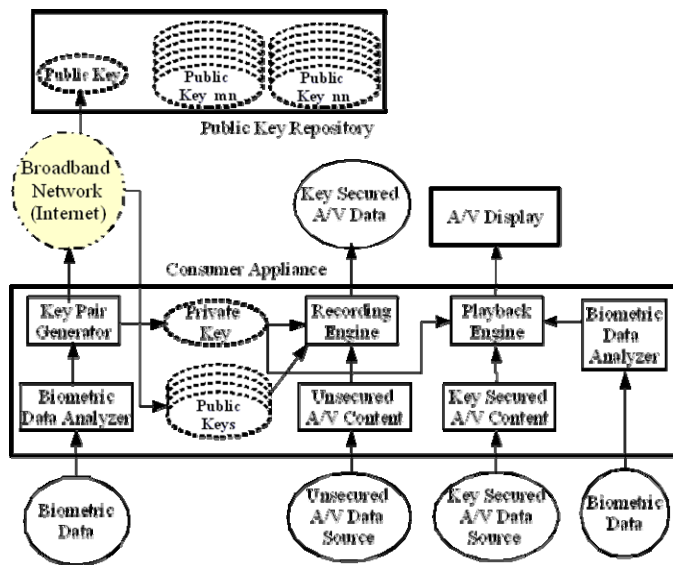 Public Key
Public
Key mn
Public
Key nn
Public Key Repository
Broadband
Network
(Internet)
Key Secured
A/V Data
A/V Display
Consumer Appliance
Key Pair
Generator
Private
Key
Recording
Engine
Playback
Engine
Biometric
Data
Analyzer
Biometric
Data Analyzer
Public
Keys
Unsecured
A/V Content
Key Secured
A/V Content
Biometric
Data
Unsecured
A/V Data
Source
Key Secured
A/V Data
Source
Biometric
Data